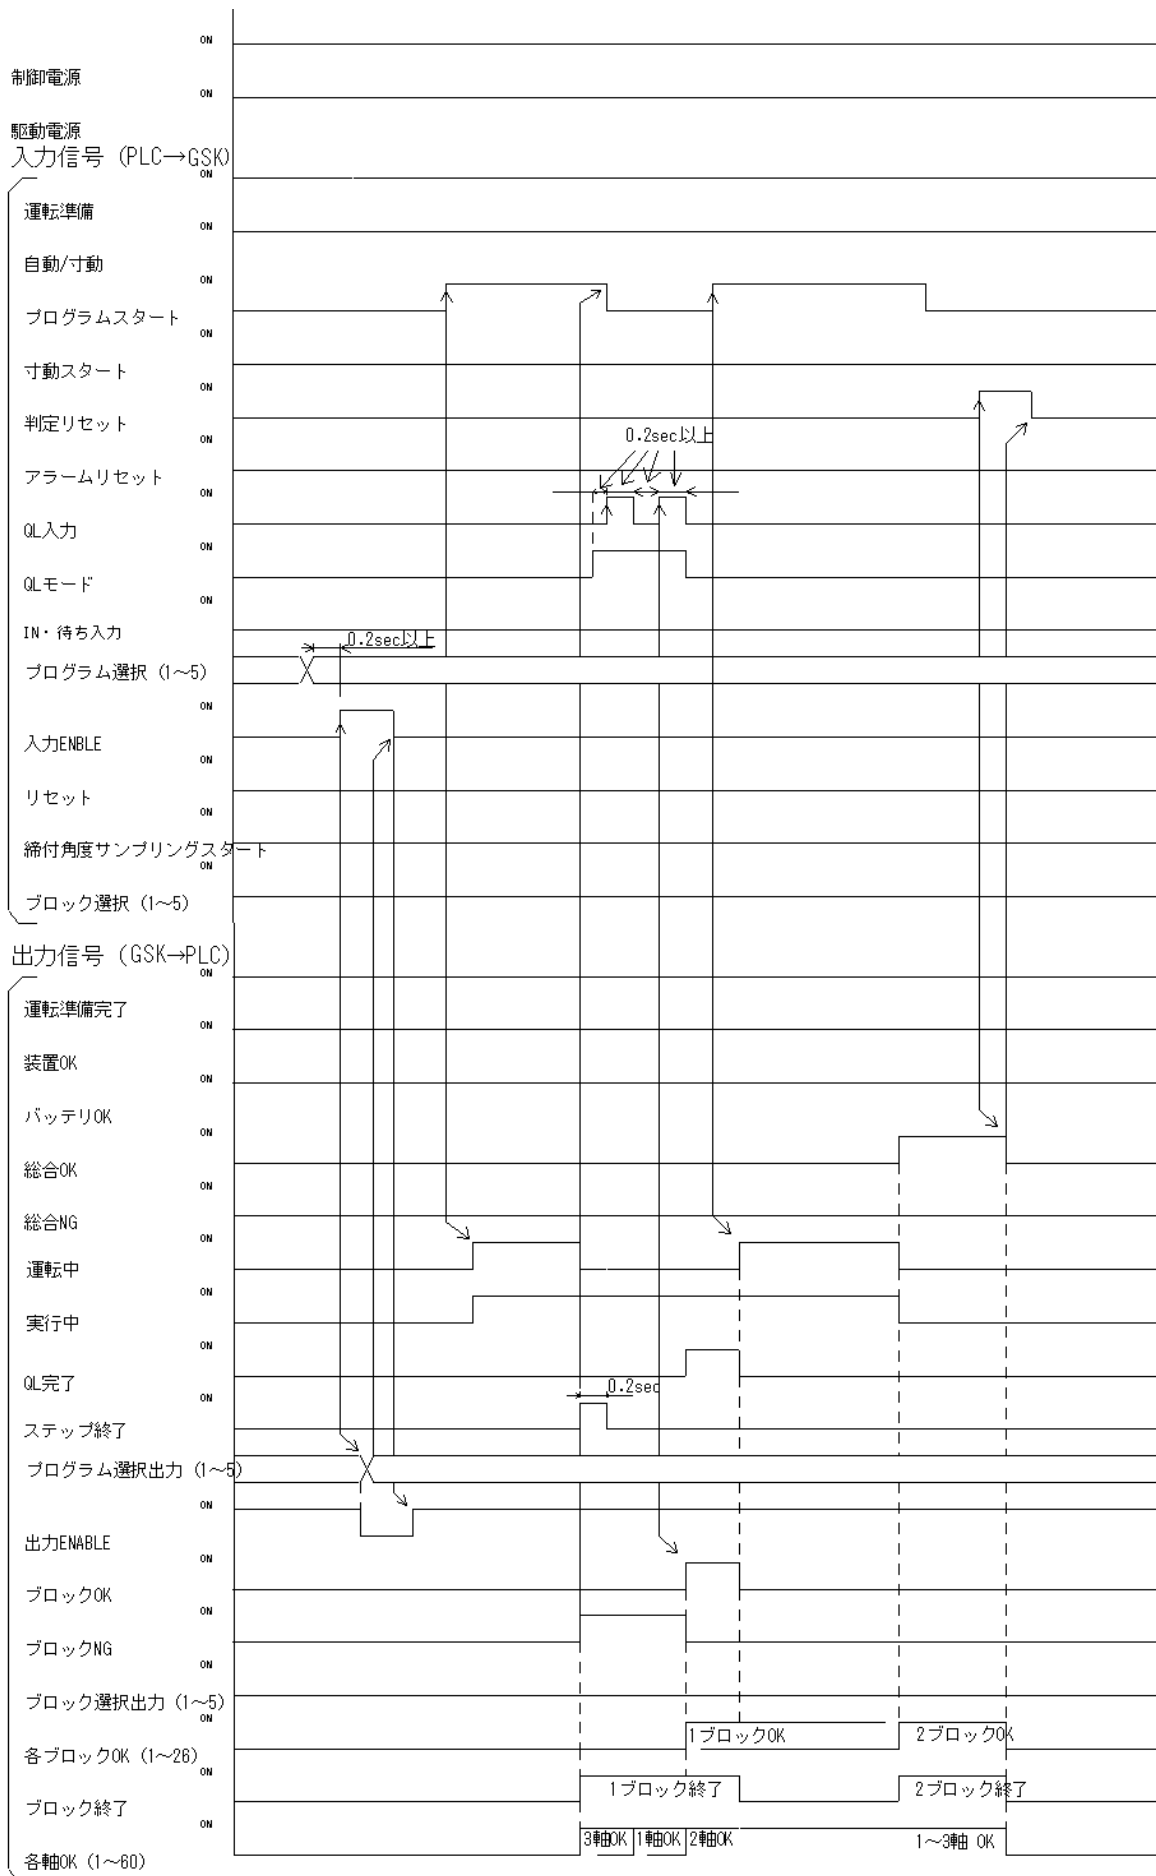 ON
制御電源
ON
駆動電源
入力信号 (PLC→GSK)
ON
運転準備
ON
自動/寸動
ON
プログラムスタート
ON
寸動スタート
ON
判定リセット
ON
0.2sec以上
アラームリセット
ON
QL入力
ON
QLモード
ON
IN・待ち入力
0.2sec以上
プログラム選択 (1～5)
ON
入力ENBLE
ON
リセット
ON
締付角度サンプリングスタート
ON
ブロック選択 (1～5)
出力信号 (GSK→PLC)
ON
運転準備完了
ON
装置OK
ON
バッテリOK
ON
総合OK
ON
総合NG
ON
運転中
ON
実行中
ON
QL完了
0.2sec
ON
ステップ終了
プログラム選択出力 (1～5)
ON
出力ENABLE
ON
ブロックOK
ON
ブロックNG
ON
ブロック選択出力 (1～5)
ON
1ブロックOK 2ブロックOK
各ブロックOK (1～26)
ON
1ブロック終了 2ブロック終了
ブロック終了
ON
3軸OK 1軸OK 2軸OK 1～3軸 OK
各軸OK (1～60)